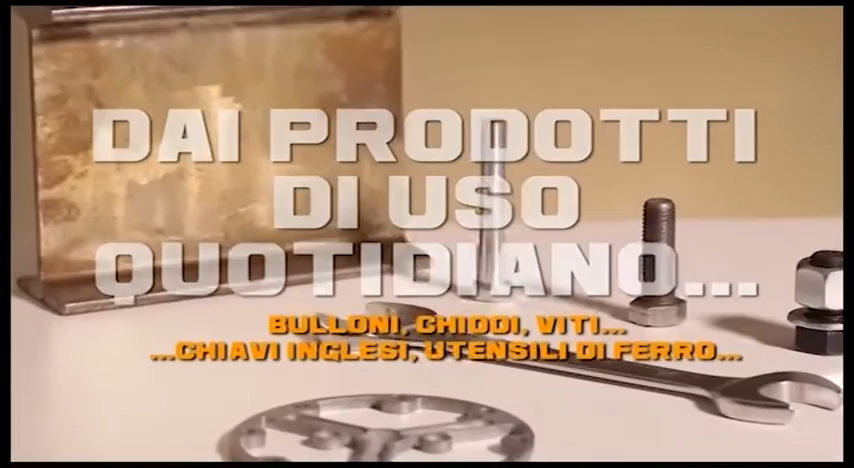 DAI PRODOTTI
DI USO
QUOTIDIANO...
BULLONI, CHIODI, VITI...
...CHIAVI INGLESI, UTENSILI DI FERRO...